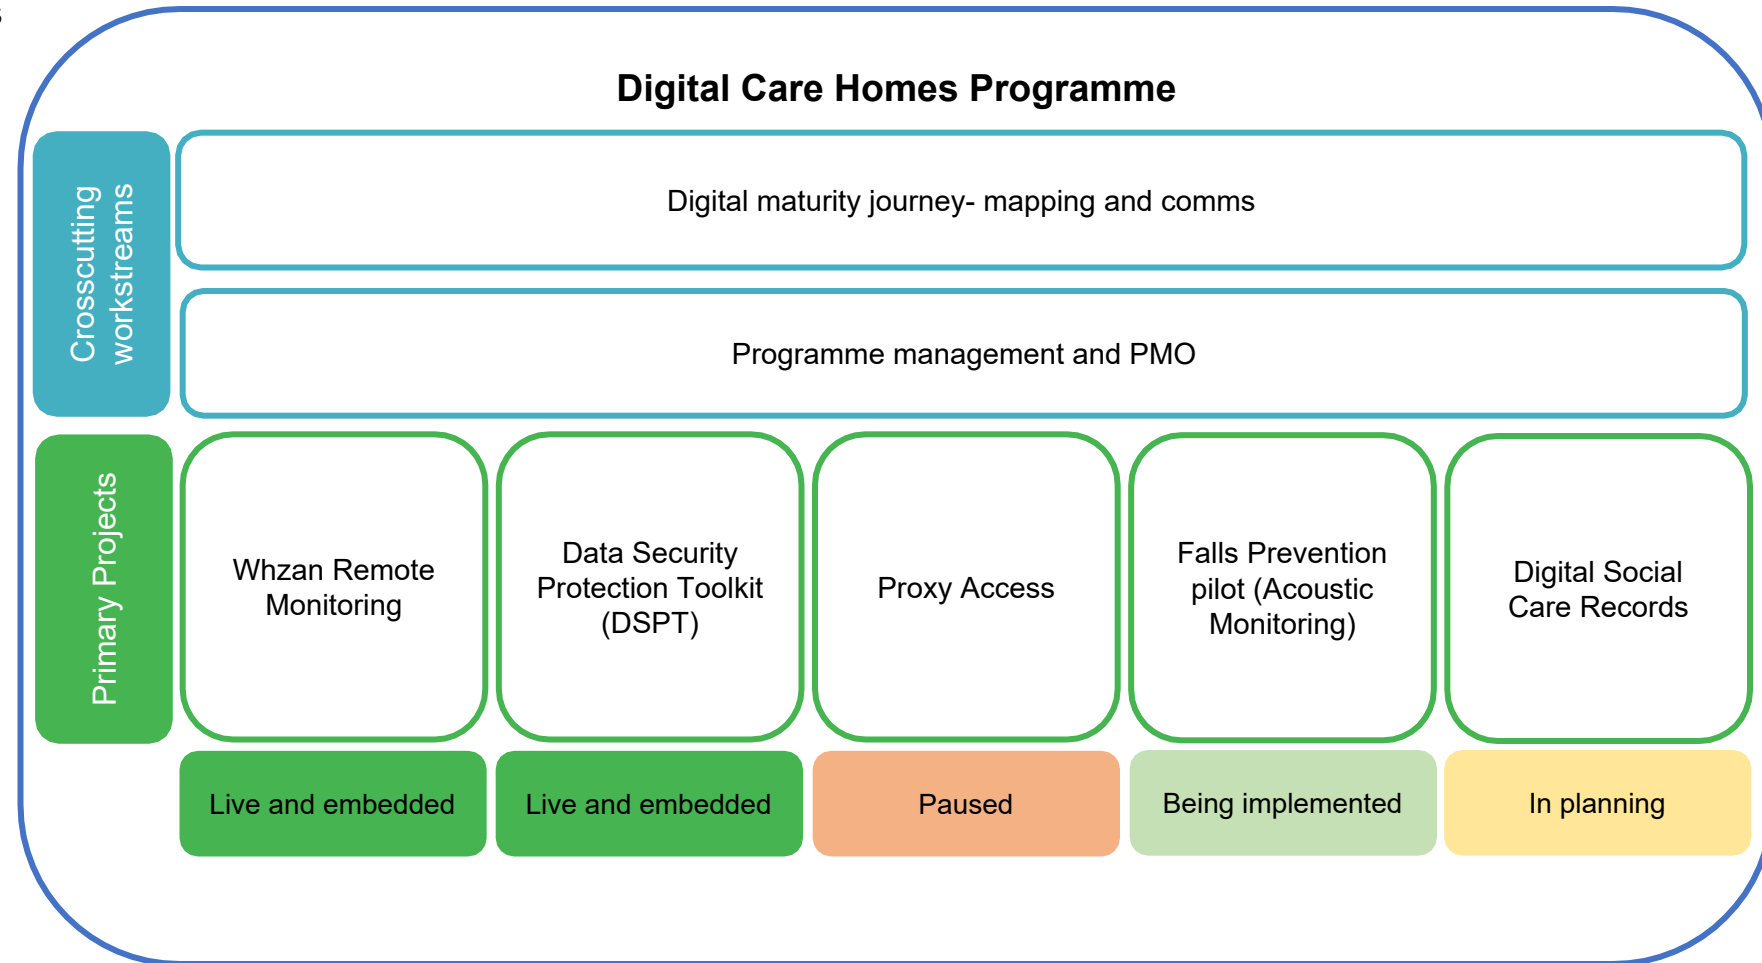 s
Digital Care Homes Programme
Crosscutting
workstreams
Digital maturity journey- mapping and comms
Programme management and PMO
Primary Projects
Whzan Remote
Monitoring
Data Security
Protection Toolkit
(DSPT)
Proxy Access
Falls Prevention
pilot (Acoustic
Monitoring)
Digital Social
Care Records
Live and embedded
Live and embedded
Paused
Being implemented
In planning